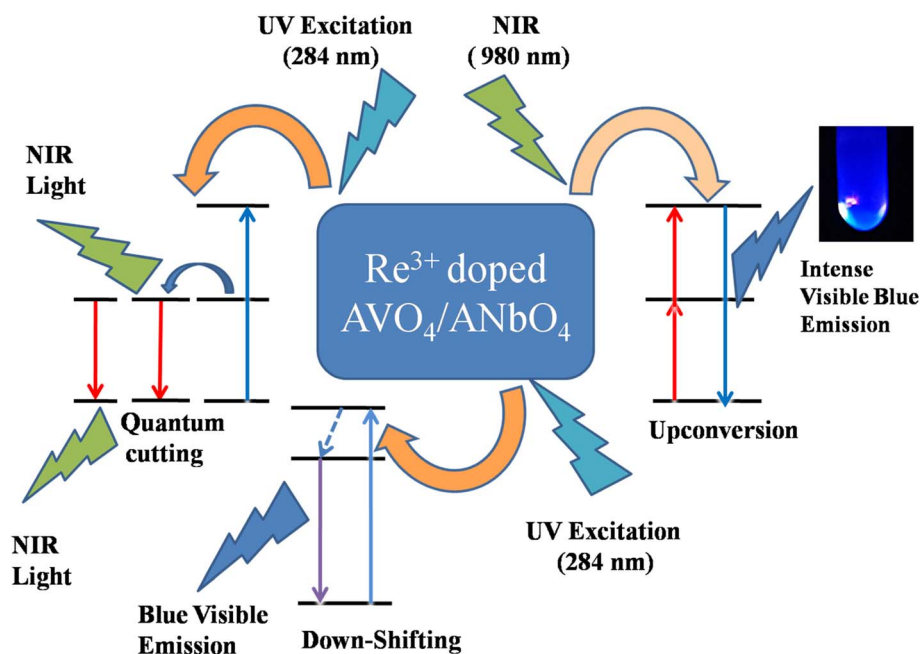 UV Excitation
(284 nm)
NIR
( 980 nm)
NIR
Light
Re³⁺ doped
AVO₄/ANbO₄
Intense
Visible Blue
Emission
Quantum
cutting
Upconversion
NIR
Light
UV Excitation
(284 nm)
Blue Visible
Emission
Down-Shifting